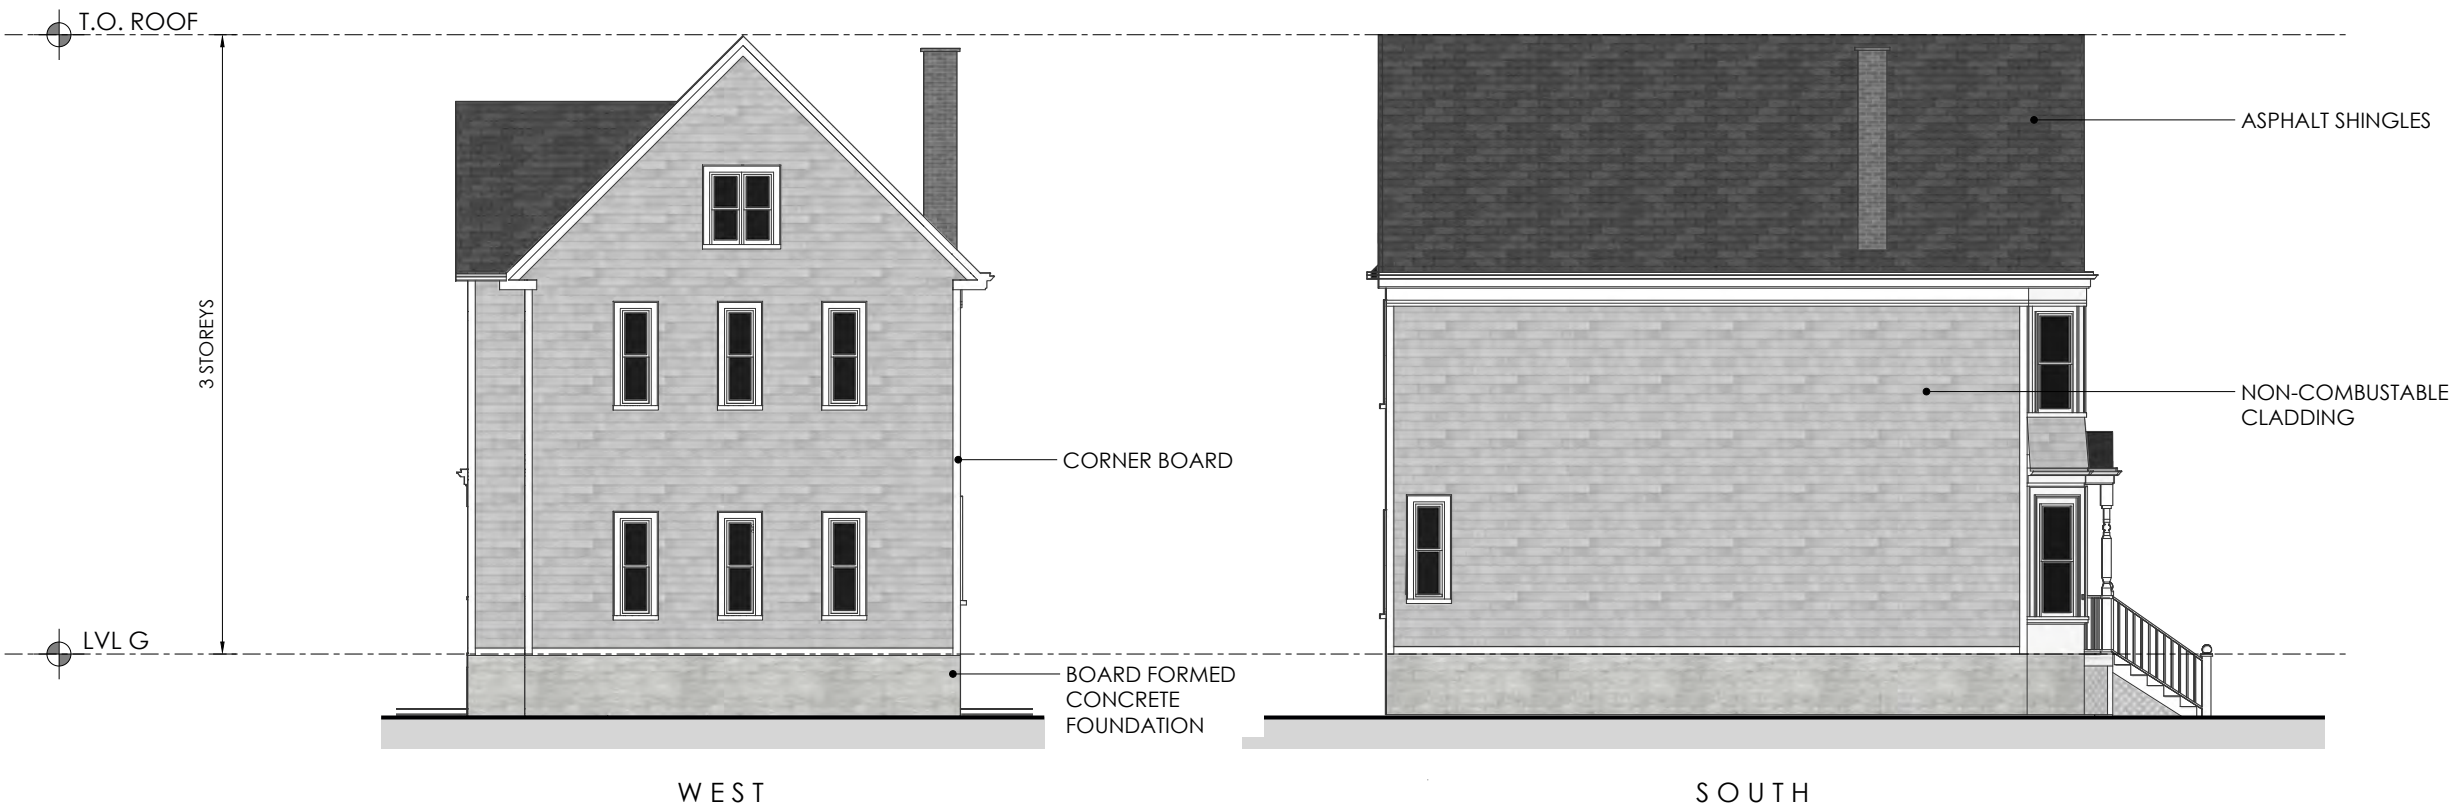 T.O. ROOF
ASPHALT SHINGLES
3 STOREYS
NON-COMBUSTABLE
CLADDING
CORNER BOARD
LVL G
BOARD FORMED
CONCRETE
FOUNDATION
WEST
SOUTH